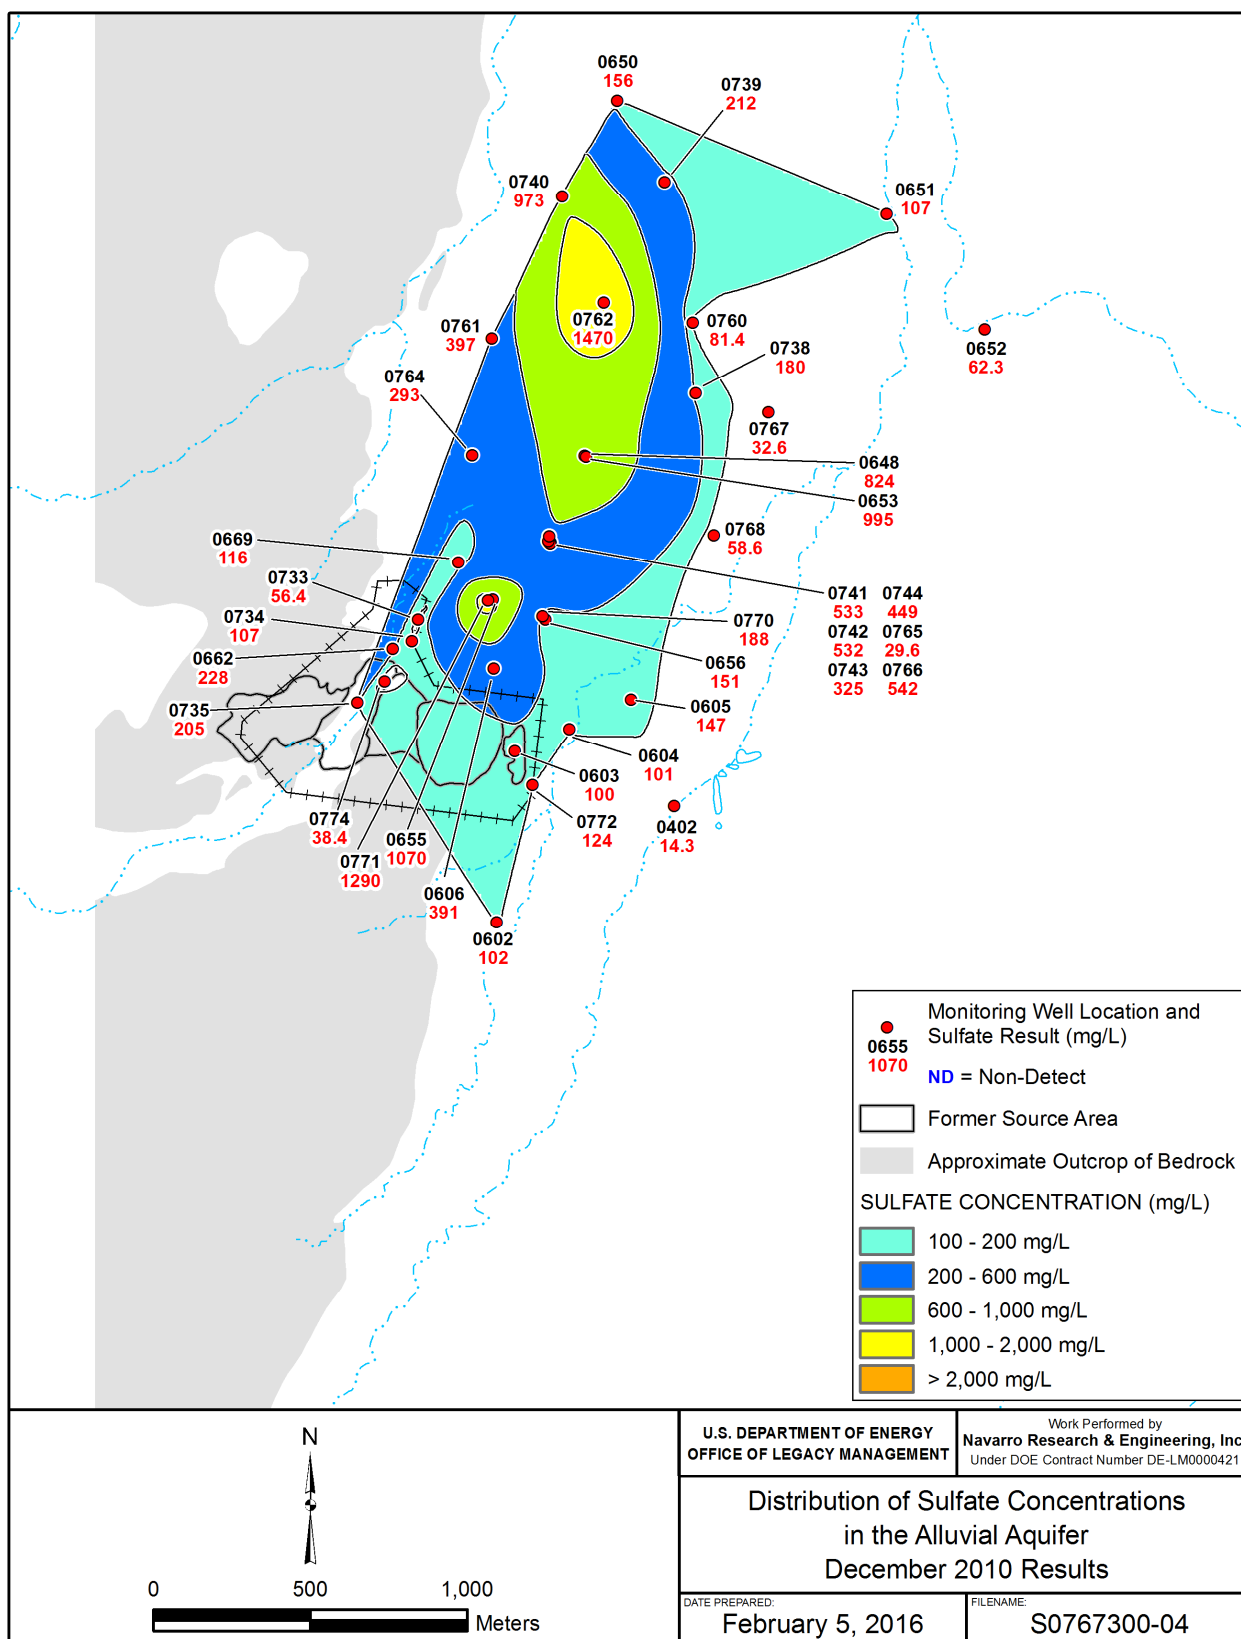 0650
156
0739
212
0740
973
0651
107
0762
1470
0761
397
0760
81.4
0652
62.3
0738
180
0764
293
0767
32.6
0648
824
0653
995
0768
58.6
0669
116
0733
56.4
0734
107
0662
228
0735
205
0741 0744
533 449
0742 0765
532 29.6
0743 0766
325 542
0770
188
0656
151
0605
147
0604
101
0603
100
0772
124
0402
14.3
0774
38.4
0771
1290
0655
1070
0606
391
0602
102
0655
1070
Monitoring Well Location and
Sulfate Result (mg/L)
ND = Non-Detect
Former Source Area
Approximate Outcrop of Bedrock
SULFATE CONCENTRATION (mg/L)
100 - 200 mg/L
200 - 600 mg/L
600 - 1,000 mg/L
1,000 - 2,000 mg/L
> 2,000 mg/L
N
0 500 1,000
Meters
U.S. DEPARTMENT OF ENERGY
OFFICE OF LEGACY MANAGEMENT
Work Performed by
Navarro Research & Engineering, Inc
Under DOE Contract Number DE-LM0000421
Distribution of Sulfate Concentrations
in the Alluvial Aquifer
December 2010 Results
DATE PREPARED:
February 5, 2016
FILENAME:
S0767300-04